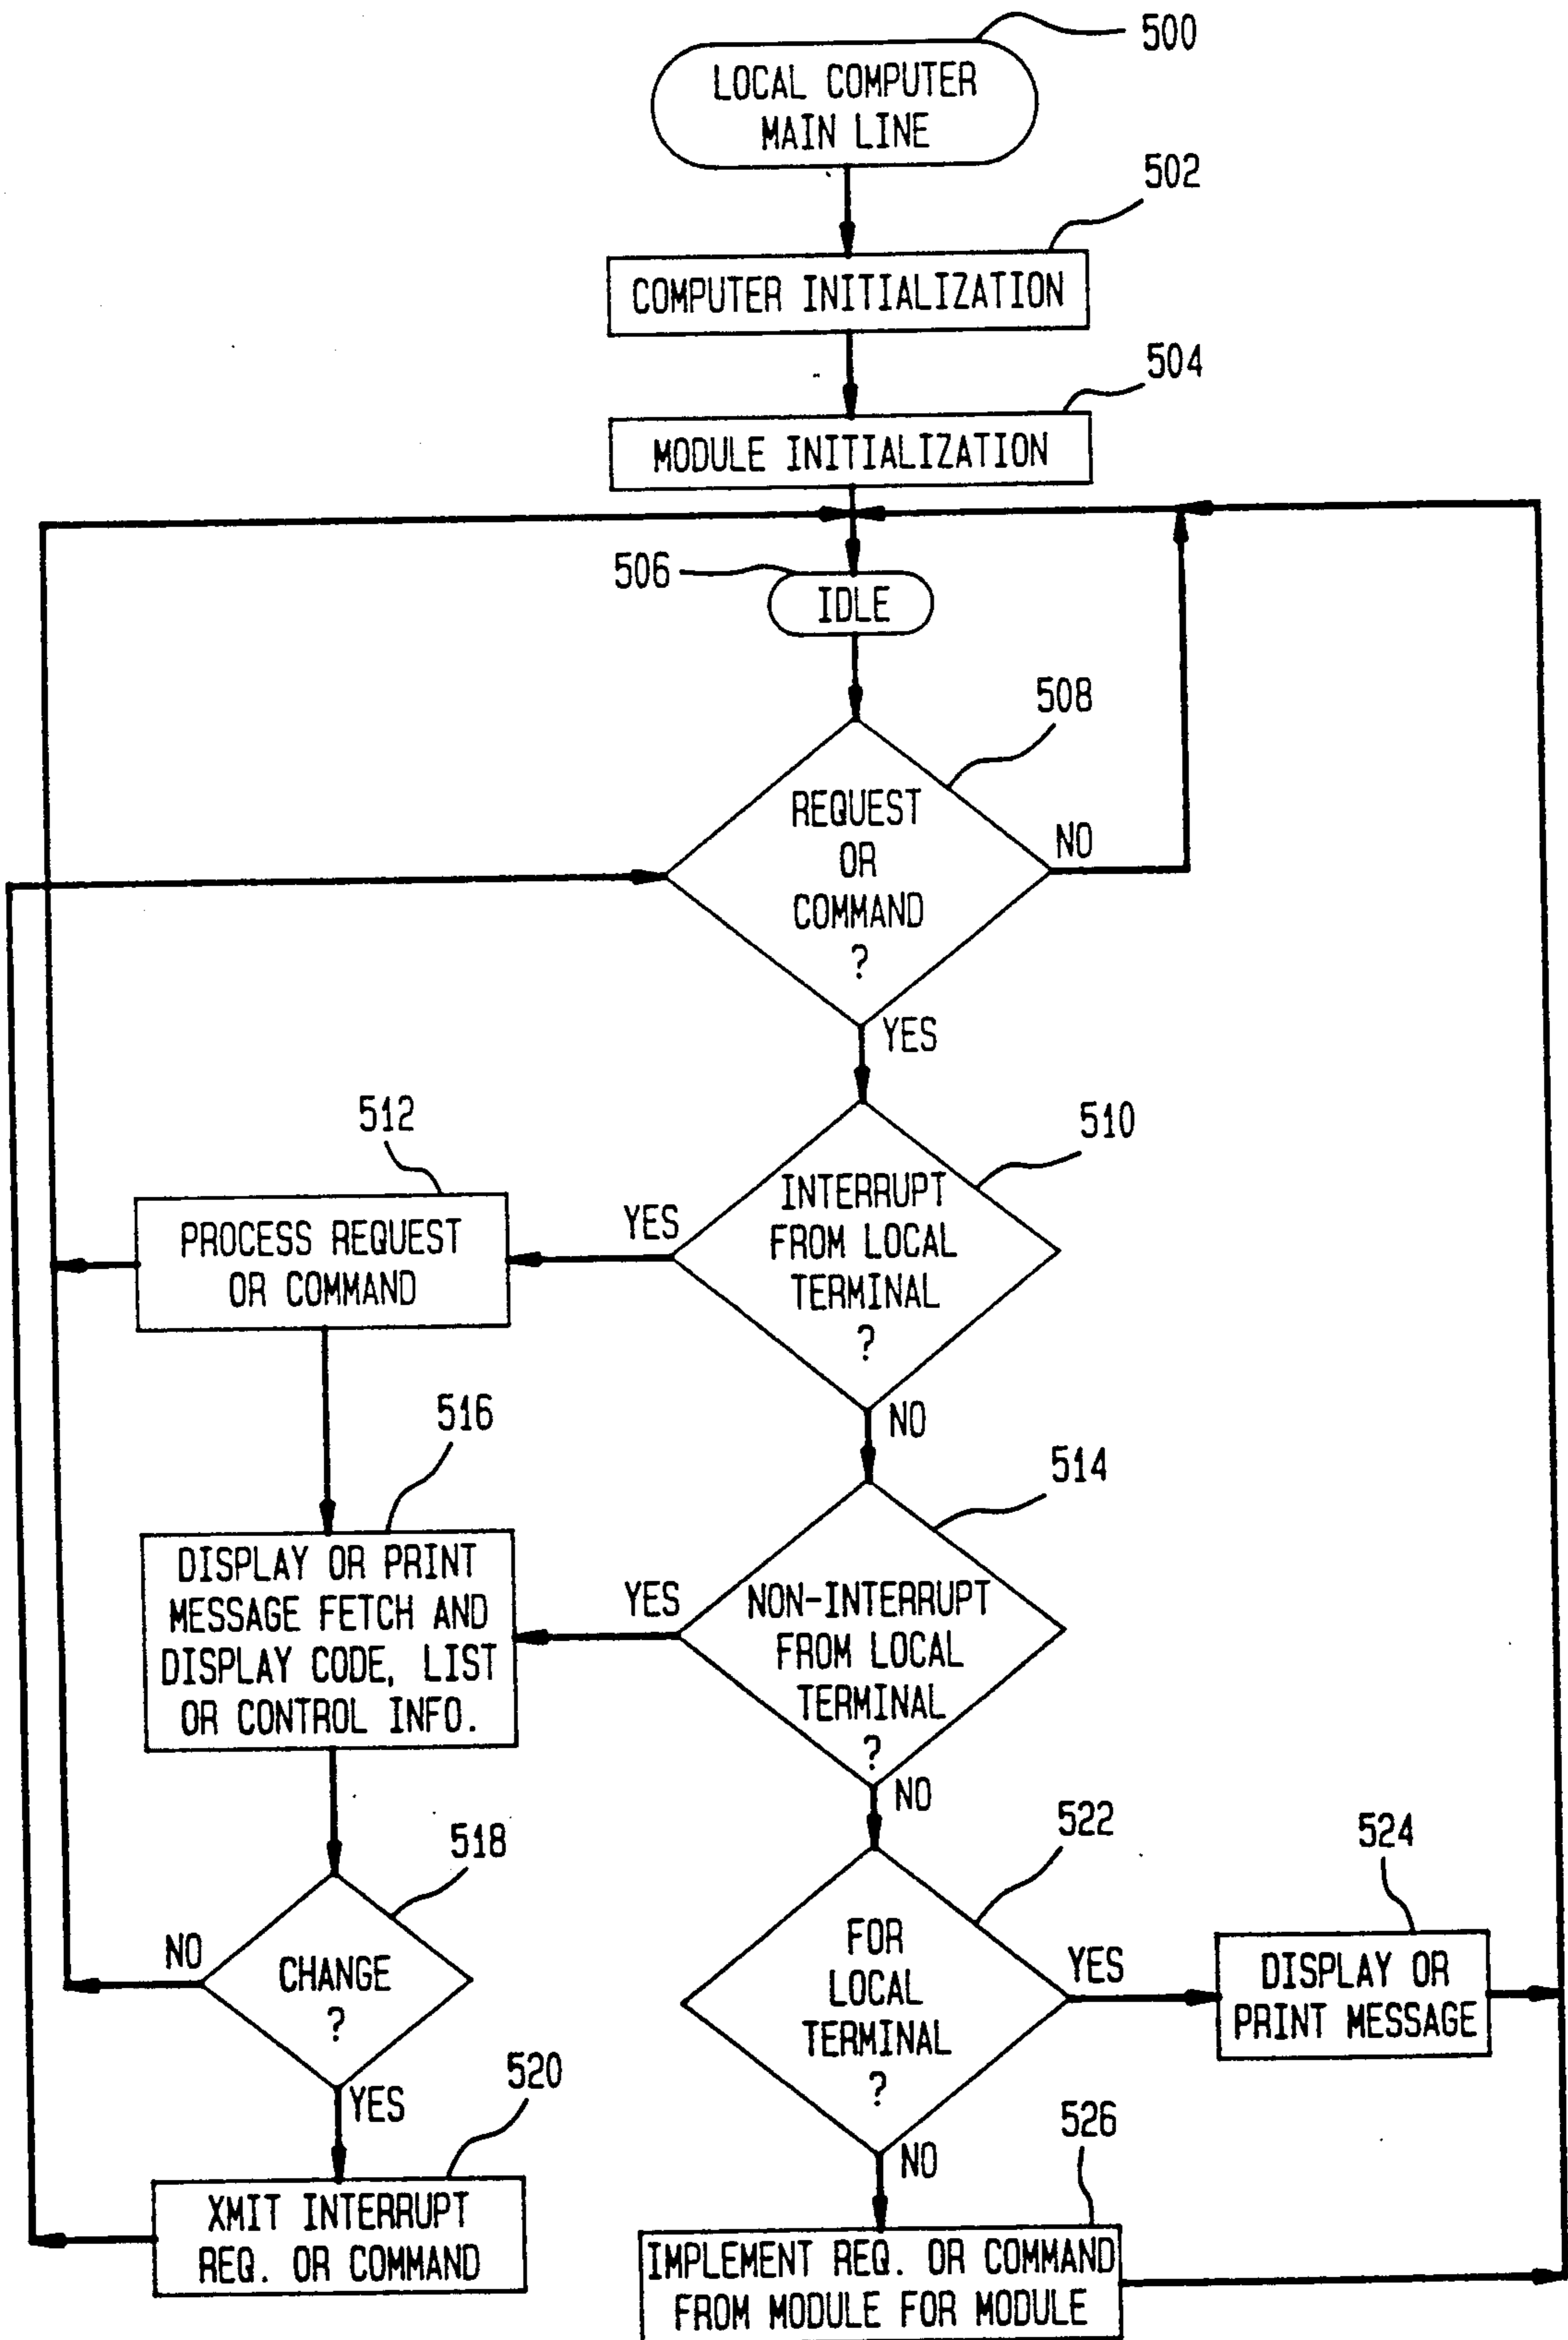 500
LOCAL COMPUTER
MAIN LINE
502
COMPUTER INITIALIZATION
504
MODULE INITIALIZATION
506
IDLE
508
REQUEST
OR
COMMAND
?
NO
YES
512
510
PROCESS REQUEST
OR COMMAND
YES
INTERRUPT
FROM LOCAL
TERMINAL
?
NO
516
514
DISPLAY OR PRINT
MESSAGE FETCH AND
DISPLAY CODE, LIST
OR CONTROL INFO.
YES
NON-INTERRUPT
FROM LOCAL
TERMINAL
?
NO
518
522
524
NO
CHANGE
?
YES
FOR
LOCAL
TERMINAL
?
YES
DISPLAY OR
PRINT MESSAGE
NO
520
526
XMIT INTERRUPT
REQ. OR COMMAND
IMPLEMENT REQ. OR COMMAND
FROM MODULE FOR MODULE